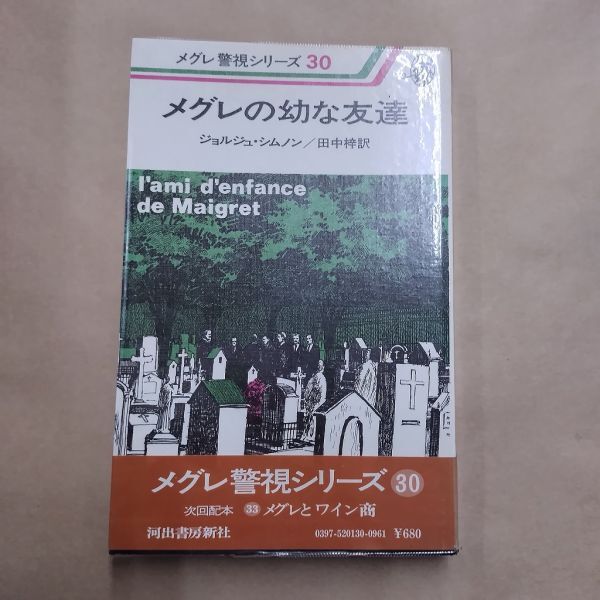 メグレ警視シリーズ 30
メグレの幼な友達
ジョルジュ・シムノン／田中梓訳
l'ami d'enfance
de Maigret
メグレ警視シリーズ 30
次回配本 33 メグレとワイン商
河出書房新社 0397-520130-0961 ¥680